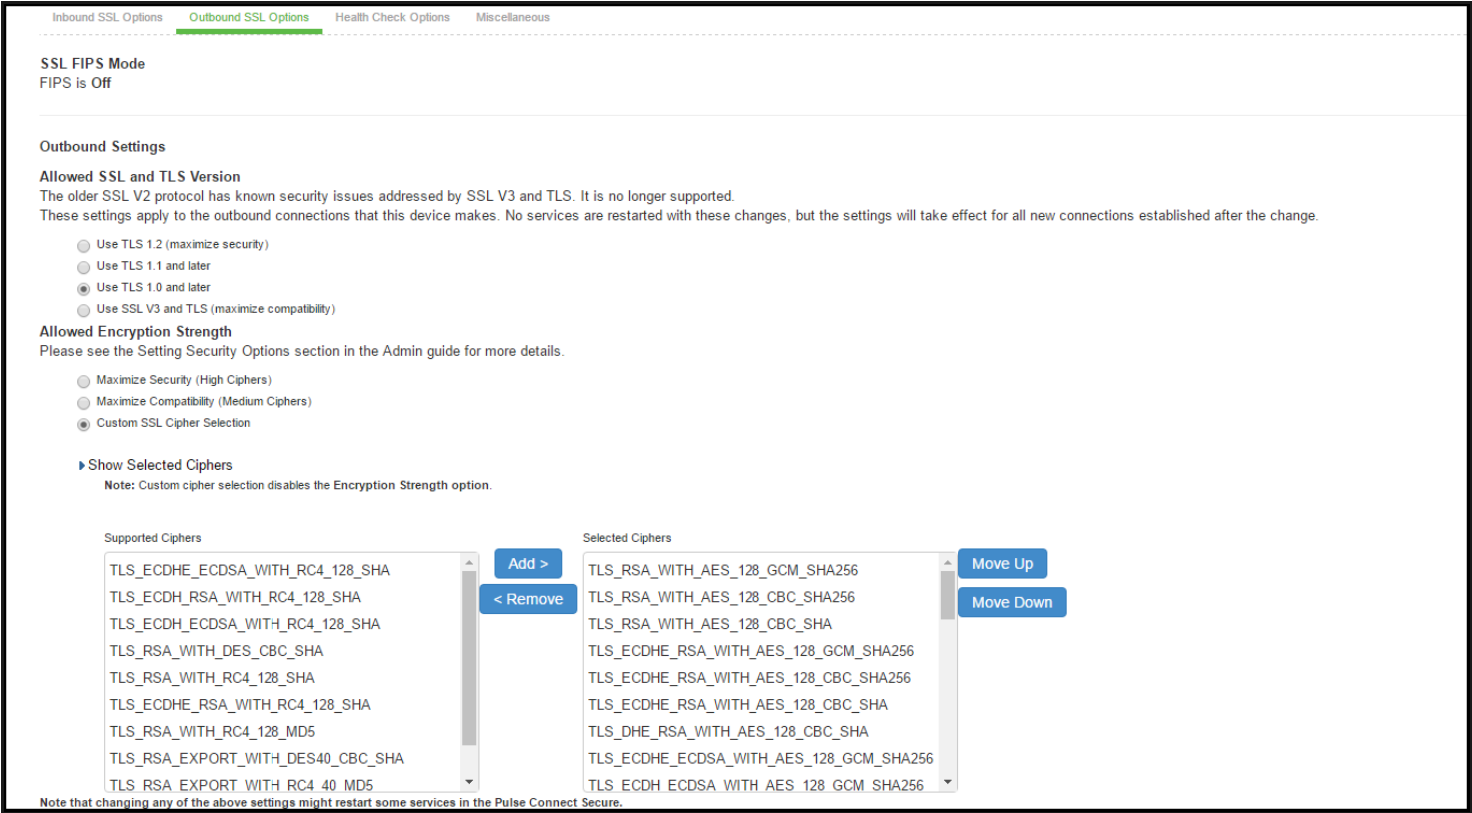 Inbound SSL Options Outbound SSL Options Health Check Options Miscellaneous
SSL FIPS Mode
FIPS is Off
Outbound Settings
Allowed SSL and TLS Version
The older SSL V2 protocol has known security issues addressed by SSL V3 and TLS. It is no longer supported.
These settings apply to the outbound connections that this device makes. No services are restarted with these changes, but the settings will take effect for all new connections established after the change.
Use TLS 1.2 (maximize security)
Use TLS 1.1 and later
Use TLS 1.0 and later
Use SSL V3 and TLS (maximize compatibility)
Allowed Encryption Strength
Please see the Setting Security Options section in the Admin guide for more details.
Maximize Security (High Ciphers)
Maximize Compatibility (Medium Ciphers)
Custom SSL Cipher Selection
Show Selected Ciphers
Note: Custom cipher selection disables the Encryption Strength option.
Supported Ciphers
TLS_ECDHE_ECDSA_WITH_RC4_128_SHA
TLS_ECDH_RSA_WITH_RC4_128_SHA
TLS_ECDH_ECDSA_WITH_RC4_128_SHA
TLS_RSA_WITH_DES_CBC_SHA
TLS_RSA_WITH_RC4_128_SHA
TLS_ECDHE_RSA_WITH_RC4_128_SHA
TLS_RSA_WITH_RC4_128_MD5
TLS_RSA_EXPORT_WITH_DES40_CBC_SHA
TLS_RSA_EXPORT_WITH_RC4_40_MD5
Add >
< Remove
Selected Ciphers
TLS_RSA_WITH_AES_128_GCM_SHA256
TLS_RSA_WITH_AES_128_CBC_SHA256
TLS_RSA_WITH_AES_128_CBC_SHA
TLS_ECDHE_RSA_WITH_AES_128_GCM_SHA256
TLS_ECDHE_RSA_WITH_AES_128_CBC_SHA256
TLS_ECDHE_RSA_WITH_AES_128_CBC_SHA
TLS_DHE_RSA_WITH_AES_128_CBC_SHA
TLS_ECDHE_ECDSA_WITH_AES_128_GCM_SHA256
TLS_ECDH_ECDSA_WITH_AES_128_GCM_SHA256
Move Up
Move Down
Note that changing any of the above settings might restart some services in the Pulse Connect Secure.